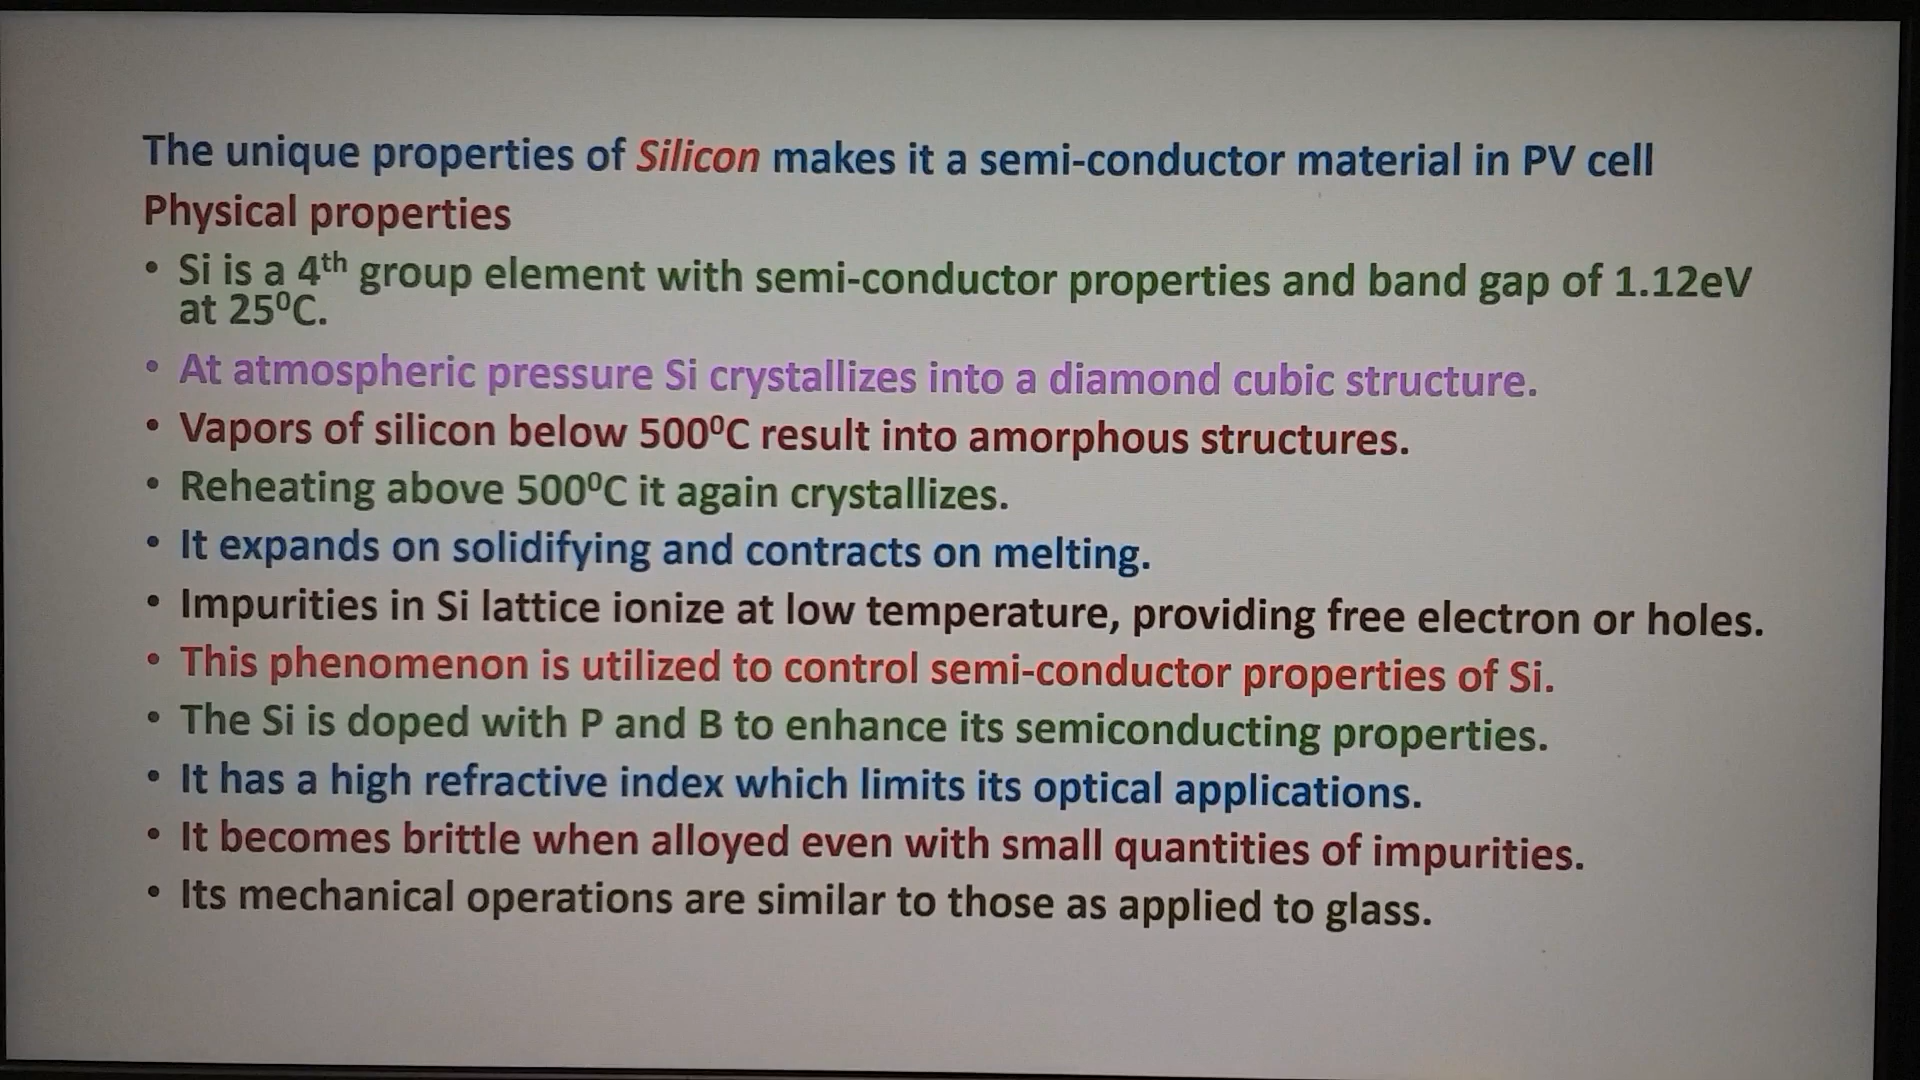 The unique properties of Silicon makes it a semi-conductor material in PV cell
Physical properties
• Si is a 4th group element with semi-conductor properties and band gap of 1.12eV
at 25⁰C.
• At atmospheric pressure Si crystallizes into a diamond cubic structure.
• Vapors of silicon below 500⁰C result into amorphous structures.
• Reheating above 500⁰C it again crystallizes.
• It expands on solidifying and contracts on melting.
• Impurities in Si lattice ionize at low temperature, providing free electron or holes.
• This phenomenon is utilized to control semi-conductor properties of Si.
• The Si is doped with P and B to enhance its semiconducting properties.
• It has a high refractive index which limits its optical applications.
• It becomes brittle when alloyed even with small quantities of impurities.
• Its mechanical operations are similar to those as applied to glass.